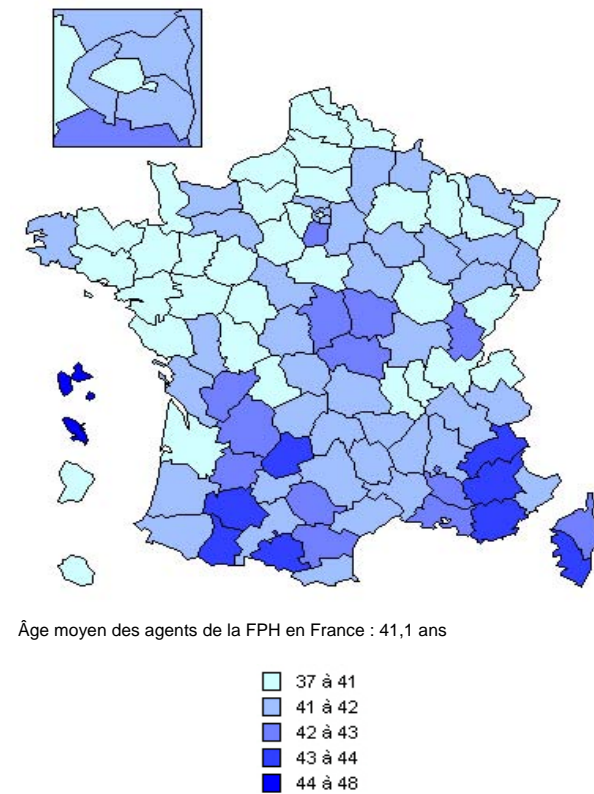 Âge moyen des agents de la FPH en France : 41,1 ans
37 à 41
41 à 42
42 à 43
43 à 44
44 à 48